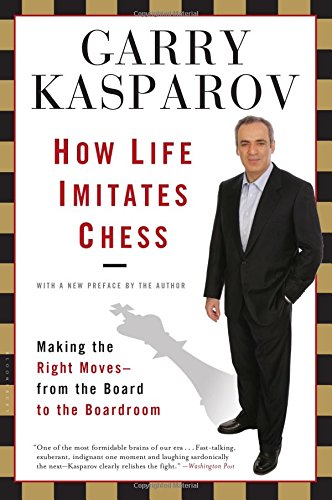 GARRY
KASPAROV
HOW LIFE
IMITATES
CHESS
WITH A NEW PREFACE BY THE AUTHOR
Making the
Right Moves—
from the Board
to the Boardroom
"One of the most formidable brains of our era . . . Fast-talking,
exuberant, indignant one moment and laughing sardonically
the next—Kasparov clearly relishes the fight." —Washington Post
BLOOMSBURY